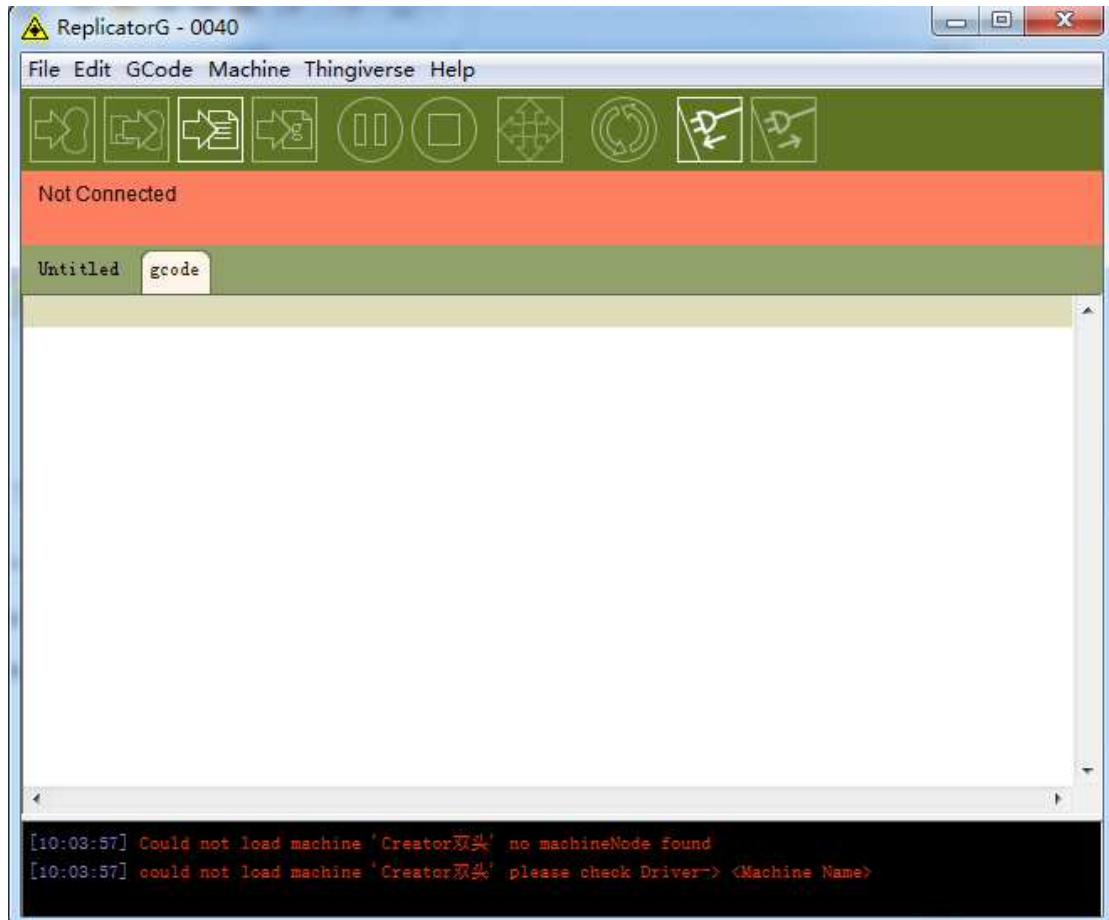 ReplicatorG - 0040
File Edit GCode Machine Thingiverse Help
Not Connected
Untitled gcode
[10:03:57] Could not load machine 'Creator双头' no machineNode found
[10:03:57] could not load machine 'Creator双头' please check Driver-> <Machine Name>